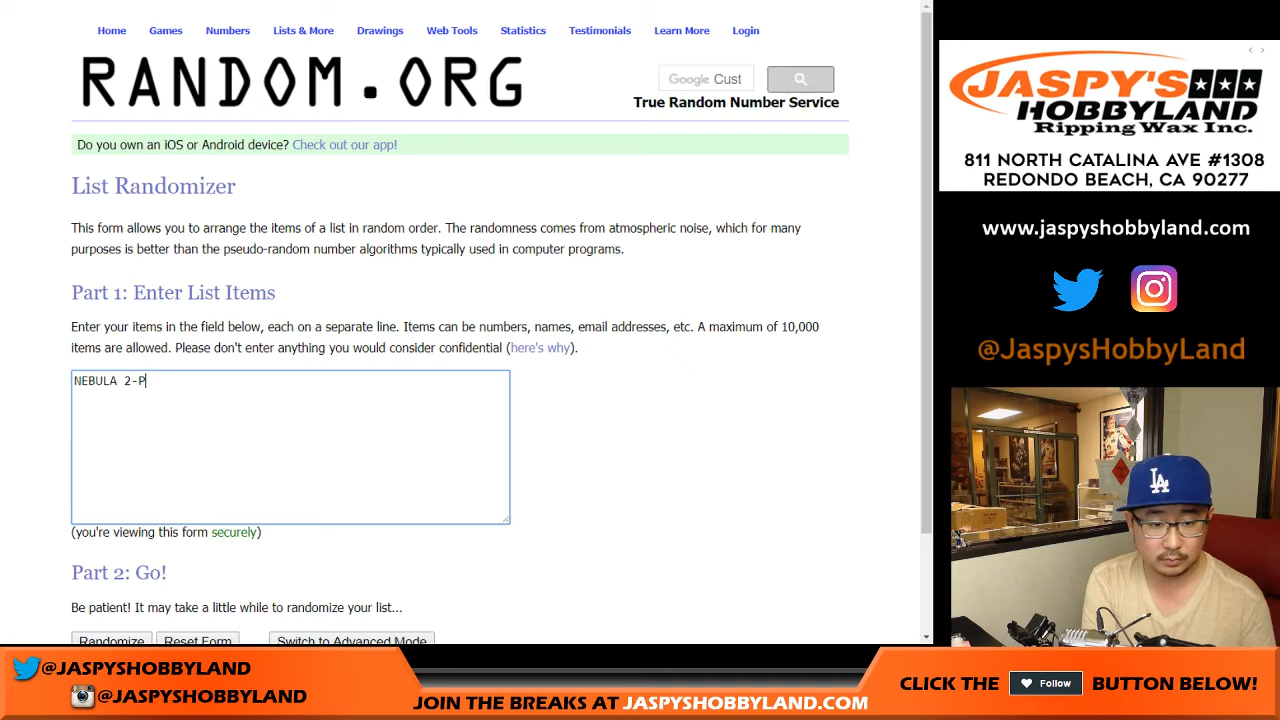 Home Games Numbers Lists & More Drawings Web Tools Statistics Testimonials Learn More Login
RANDOM.ORG
Google Cust
True Random Number Service
Do you own an iOS or Android device? Check out our app!
List Randomizer
This form allows you to arrange the items of a list in random order. The randomness comes from atmospheric noise, which for many
purposes is better than the pseudo-random number algorithms typically used in computer programs.
Part 1: Enter List Items
Enter your items in the field below, each on a separate line. Items can be numbers, names, email addresses, etc. A maximum of 10,000
items are allowed. Please don't enter anything you would consider confidential (here's why).
NEBULA 2-P
(you're viewing this form securely)
Part 2: Go!
Be patient! It may take a little while to randomize your list...
Randomize Reset Form Switch to Advanced Mode
JASPY'S
HOBBYLAND
Ripping Wax Inc.
811 NORTH CATALINA AVE #1308
REDONDO BEACH, CA 90277
www.jaspyshobbyland.com
@JaspysHobbyLand
LA
@JASPYSHOBBYLAND
@JASPYSHOBBYLAND
JOIN THE BREAKS AT JASPYSHOBBYLAND.COM
CLICK THE Follow BUTTON BELOW!